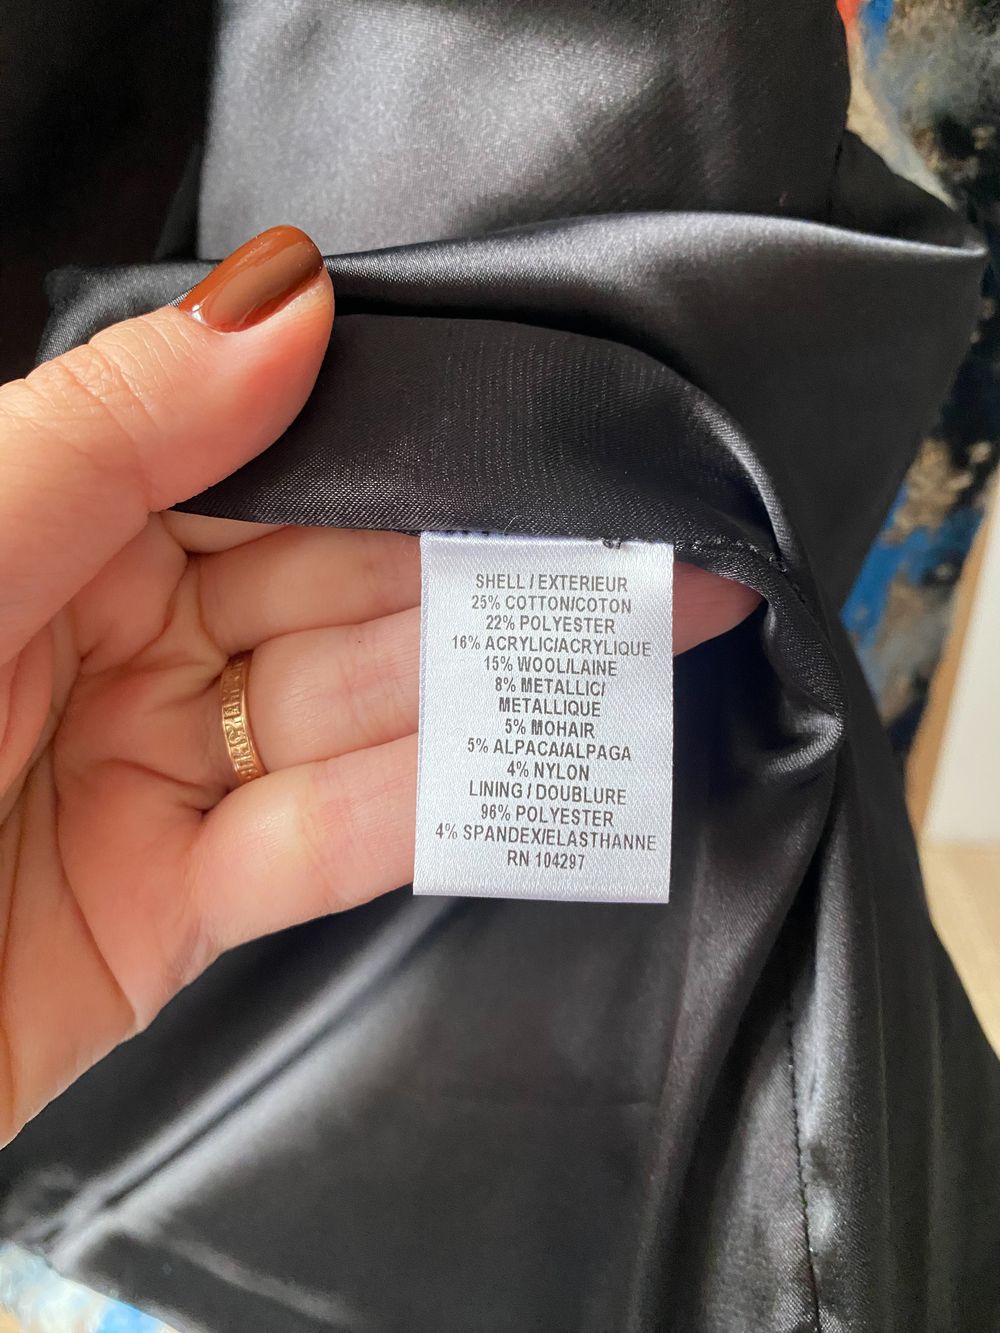 SHELL / EXTERIEUR
25% COTTON/COTON
22% POLYESTER
16% ACRYLIC/ACRYLIQUE
15% WOOL/LAINE
8% METALLIC/
METALLIQUE
5% MOHAIR
5% ALPACA/ALPAGA
4% NYLON
LINING / DOUBLURE
96% POLYESTER
4% SPANDEX/ELASTHANNE
RN 104297